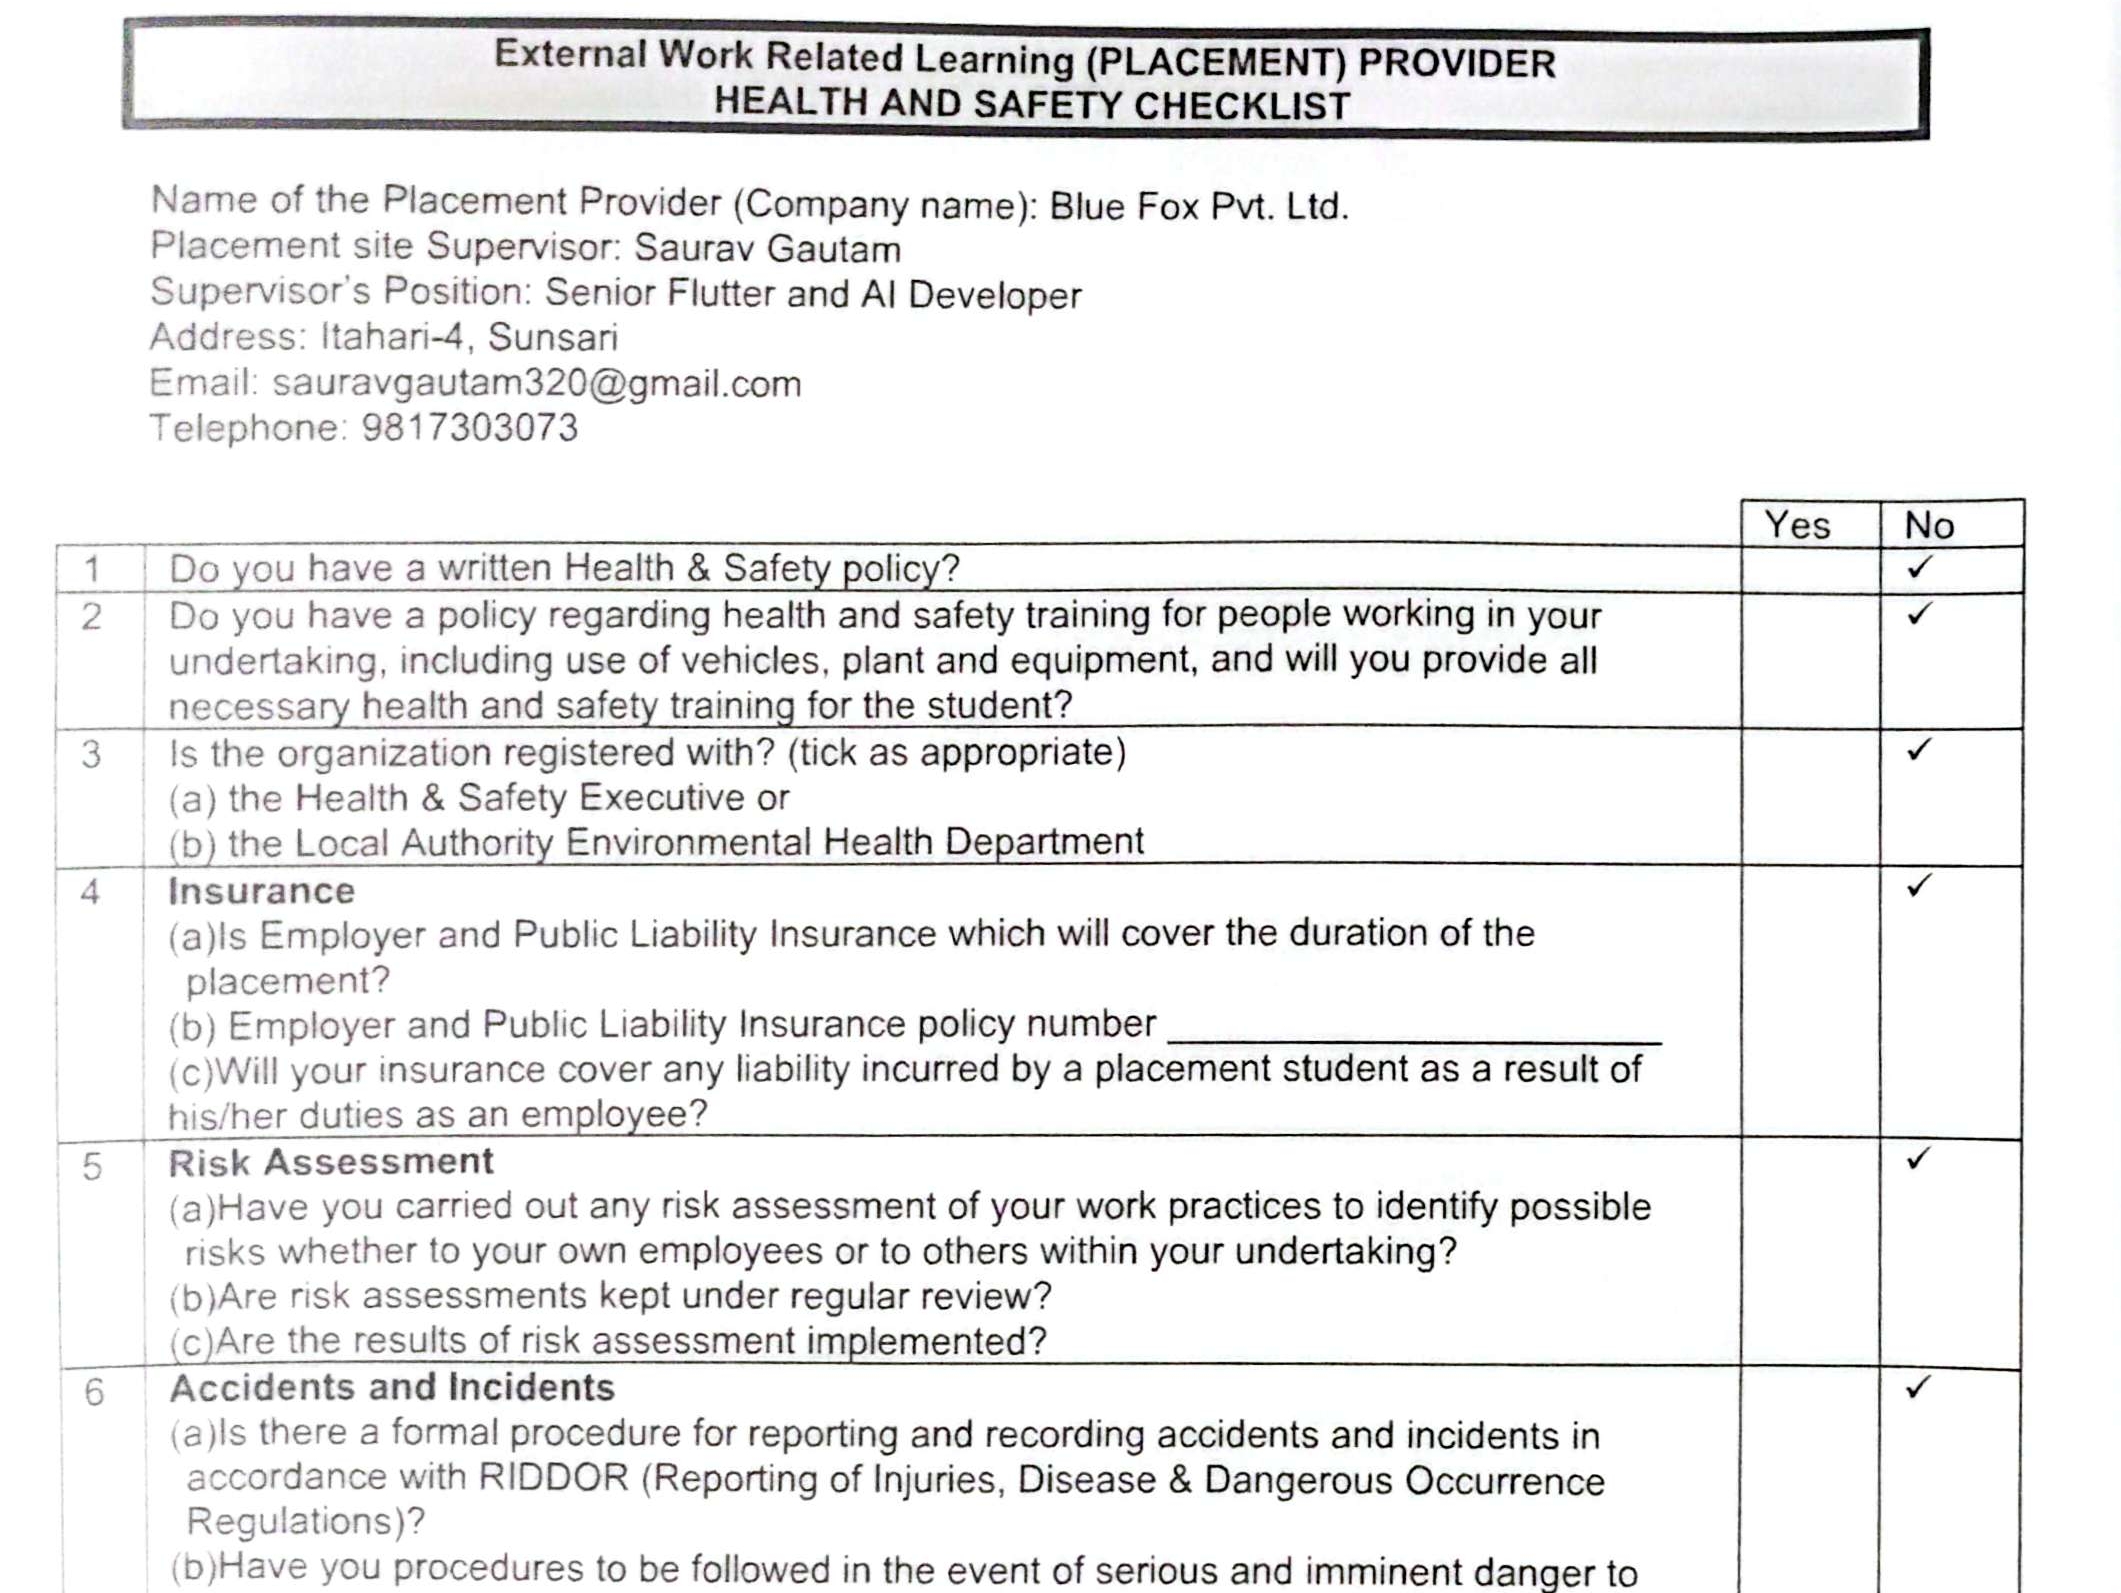 External Work Related Learning (PLACEMENT) PROVIDER
HEALTH AND SAFETY CHECKLIST
Name of the Placement Provider (Company name): Blue Fox Pvt. Ltd.
Placement site Supervisor: Saurav Gautam
Supervisor's Position: Senior Flutter and AI Developer
Address: Itahari-4, Sunsari
Email: sauravgautam320@gmail.com
Telephone: 9817303073
Yes No
1 Do you have a written Health & Safety policy? ✓
2 Do you have a policy regarding health and safety training for people working in your ✓
undertaking, including use of vehicles, plant and equipment, and will you provide all
necessary health and safety training for the student?
3 Is the organization registered with? (tick as appropriate) ✓
(a) the Health & Safety Executive or
(b) the Local Authority Environmental Health Department
4 Insurance ✓
(a)Is Employer and Public Liability Insurance which will cover the duration of the
placement?
(b) Employer and Public Liability Insurance policy number
(c)Will your insurance cover any liability incurred by a placement student as a result of
his/her duties as an employee?
5 Risk Assessment ✓
(a)Have you carried out any risk assessment of your work practices to identify possible
risks whether to your own employees or to others within your undertaking?
(b)Are risk assessments kept under regular review?
(c)Are the results of risk assessment implemented?
6 Accidents and Incidents ✓
(a)Is there a formal procedure for reporting and recording accidents and incidents in
accordance with RIDDOR (Reporting of Injuries, Disease & Dangerous Occurrence
Regulations)?
(b)Have you procedures to be followed in the event of serious and imminent danger to